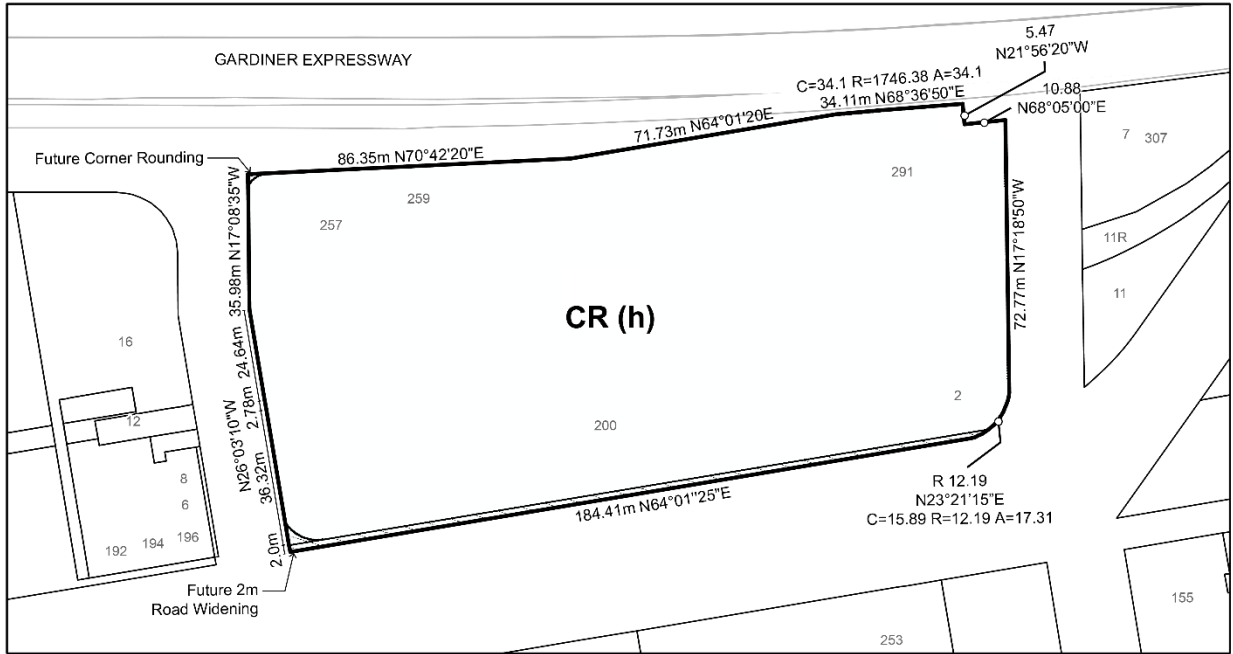 5.47
N21°56'20"W
GARDINER EXPRESSWAY
C=34.1 R=1746.38 A=34.1
34.11m N68°36'50"E
10.88
N68°05'00"E
71.73m N64°01'20E
7
307
Future Corner Rounding
86.35m N70°42'20"E
291
259
257
35.98m N17°08'35"W
11R
72.77m N17°18'50"W
11
CR (h)
16
24.64m
2.78m
N26°03'10"W
36.32m
2.0m
12
2
200
8
6
192
194
196
R 12.19
N23°21'15"E
C=15.89 R=12.19 A=17.31
184.41m N64°01"25"E
Future 2m
Road Widening
155
253